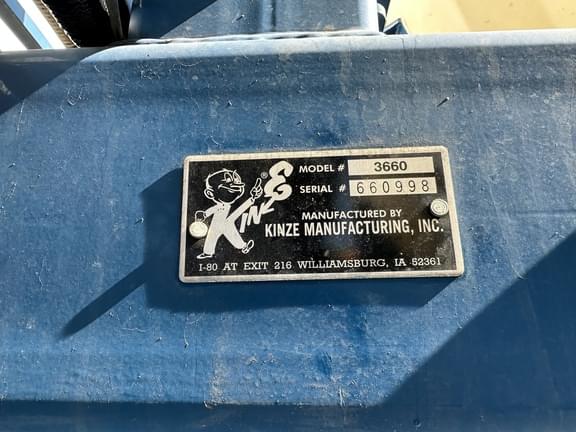 KINZE ®
MODEL # 3660
SERIAL # 660998
MANUFACTURED BY
KINZE MANUFACTURING, INC.
I-80 AT EXIT 216 WILLIAMSBURG, IA 52361